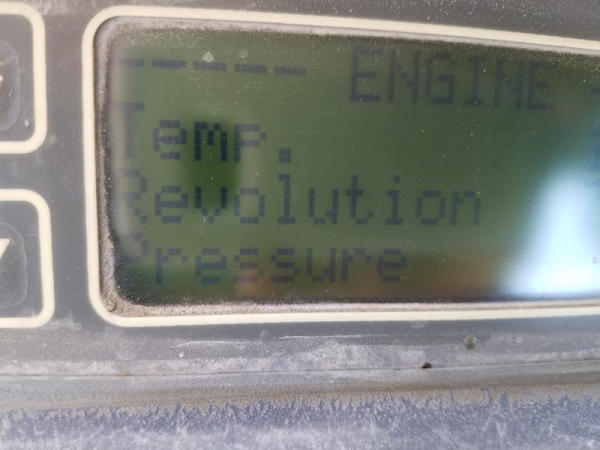 ----- ENGINE -
Temp.
Revolution
Pressure